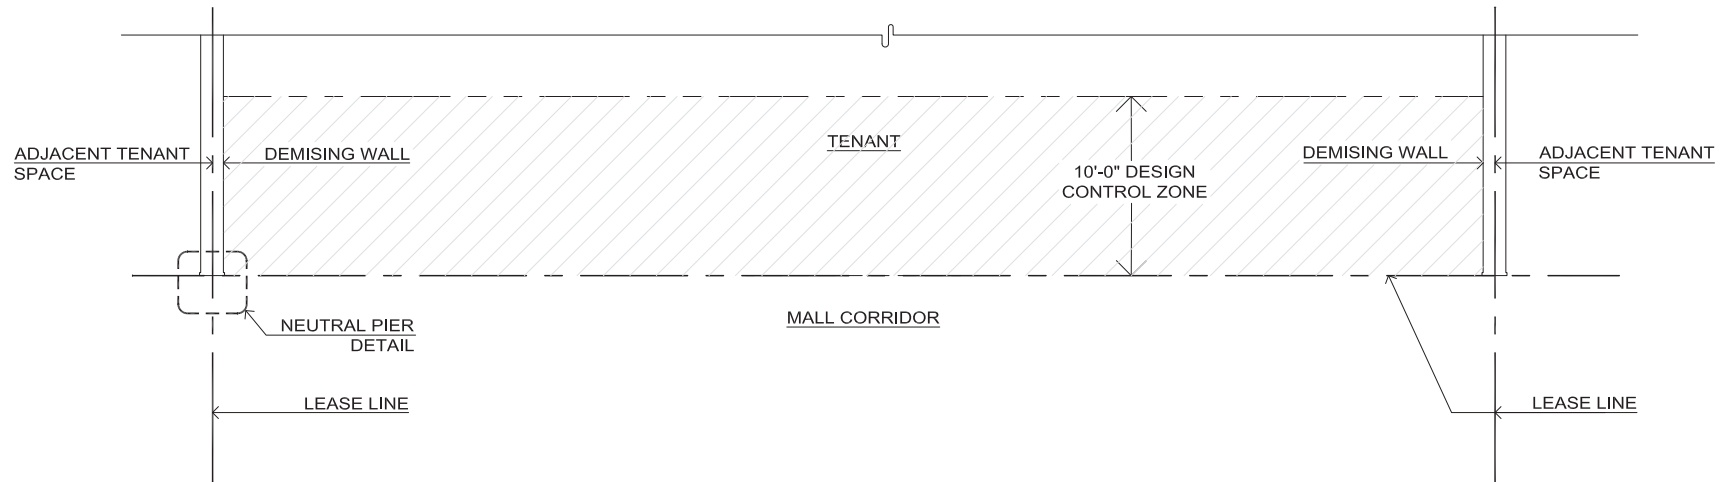 TENANT
ADJACENT TENANT
SPACE
DEMISING WALL
10'-0" DESIGN
CONTROL ZONE
DEMISING WALL
ADJACENT TENANT
SPACE
MALL CORRIDOR
NEUTRAL PIER
DETAIL
LEASE LINE
LEASE LINE